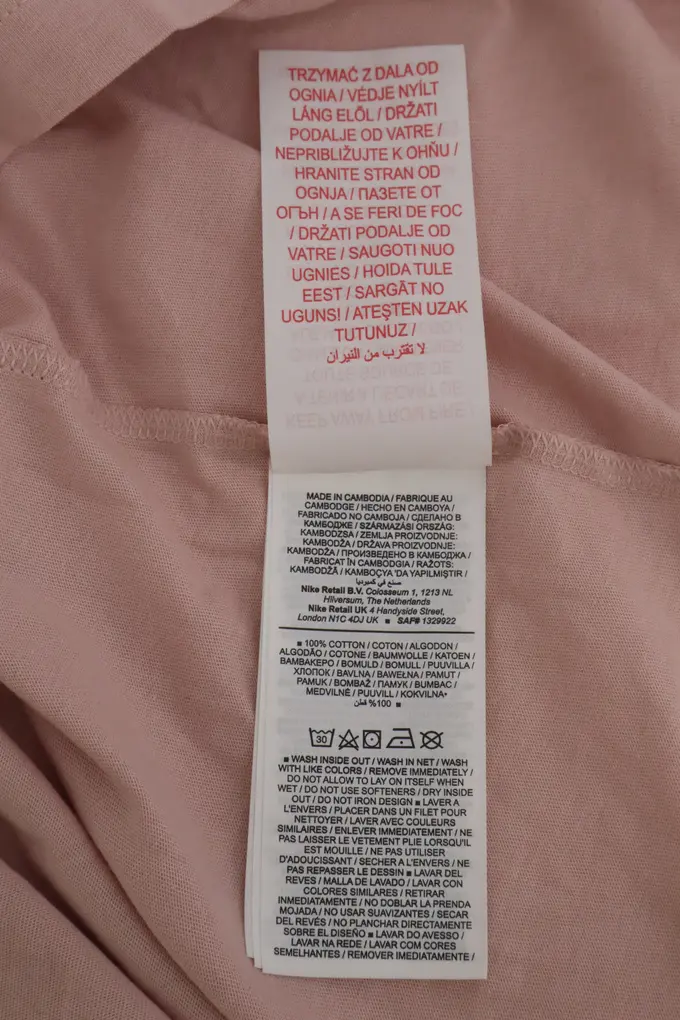 TRZYMAĆ Z DALA OD
OGNIA / VÉDJE NYÍLT
LÁNG ELŐL / DRŽATI
PODALJE OD VATRE /
NEPRIBLIŽUJTE K OHŇU /
HRANITE STRAN OD
OGNJA / ПАЗЕТЕ ОТ
ОГЪН / A SE FERI DE FOC
/ DRŽATI PODALJE OD
VATRE / SAUGOTI NUO
UGNIES / HOIDA TULE
EEST / SARGĀT NO
UGUNS! / ATEŞTEN UZAK
TUTUNUZ /
لا تقترب من النيران
MADE IN CAMBODIA / FABRIQUE AU
CAMBODGE / HECHO EN CAMBOYA /
FABRICADO NO CAMBOJA / СДЕЛАНО В
КАМБОДЖЕ / SZÁRMAZÁSI ORSZÁG:
KAMBODZSA / ZEMLJA PROIZVODNJE:
KAMBODŽA / DRŽAVA PROIZVODNJE:
KAMBODŽA / ПРОИЗВЕДЕНО В КАМБОДЖА /
FABRICAT ÎN CAMBODGIA / RAŽOTS:
KAMBODŽĀ / KAMBOÇYA 'DA YAPILMIŞTIR /
صنع في كمبوديا
Nike Retail B.V. Colosseum 1, 1213 NL
Hilversum, The Netherlands
Nike Retail UK 4 Handyside Street,
London N1C 4DJ UK ■ SAF# 1329922
■ 100% COTTON / COTON / ALGODON /
ALGODÃO / COTONE / BAUMWOLLE / KATOEN /
ΒΑΜΒΑΚΕΡΟ / BOMULD / BOMULL / PUUVILLA /
ХЛОПОК / BAVLNA / BAWEŁNA / PAMUT /
PAMUK / BOMBAŽ / ПАМУК / BUMBAC /
MEDVILNĖ / PUUVILL / KOKVILNA•
%100 قطن ■
30
■ WASH INSIDE OUT / WASH IN NET / WASH
WITH LIKE COLORS / REMOVE IMMEDIATELY /
DO NOT ALLOW TO LAY ON ITSELF WHEN
WET / DO NOT USE SOFTENERS / DRY INSIDE
OUT / DO NOT IRON DESIGN ■ LAVER A
L'ENVERS / PLACER DANS UN FILET POUR
NETTOYER / LAVER AVEC COULEURS
SIMILAIRES / ENLEVER IMMEDIATEMENT / NE
PAS LAISSER LE VETEMENT PLIE LORSQU'IL
EST MOUILLE / NE PAS UTILISER
D'ADOUCISSANT / SECHER A L'ENVERS / NE
PAS REPASSER LE DESSIN ■ LAVAR DEL
REVES / MALLA DE LAVADO / LAVAR CON
COLORES SIMILARES / RETIRAR
INMEDIATAMENTE / NO DOBLAR LA PRENDA
MOJADA / NO USAR SUAVIZANTES / SECAR
DEL REVÉS / NO PLANCHAR DIRECTAMENTE
SOBRE EL DISEÑO ■ LAVAR DO AVESSO /
LAVAR NA REDE / LAVAR COM CORES
SEMELHANTES / REMOVER IMEDIATAMENTE /